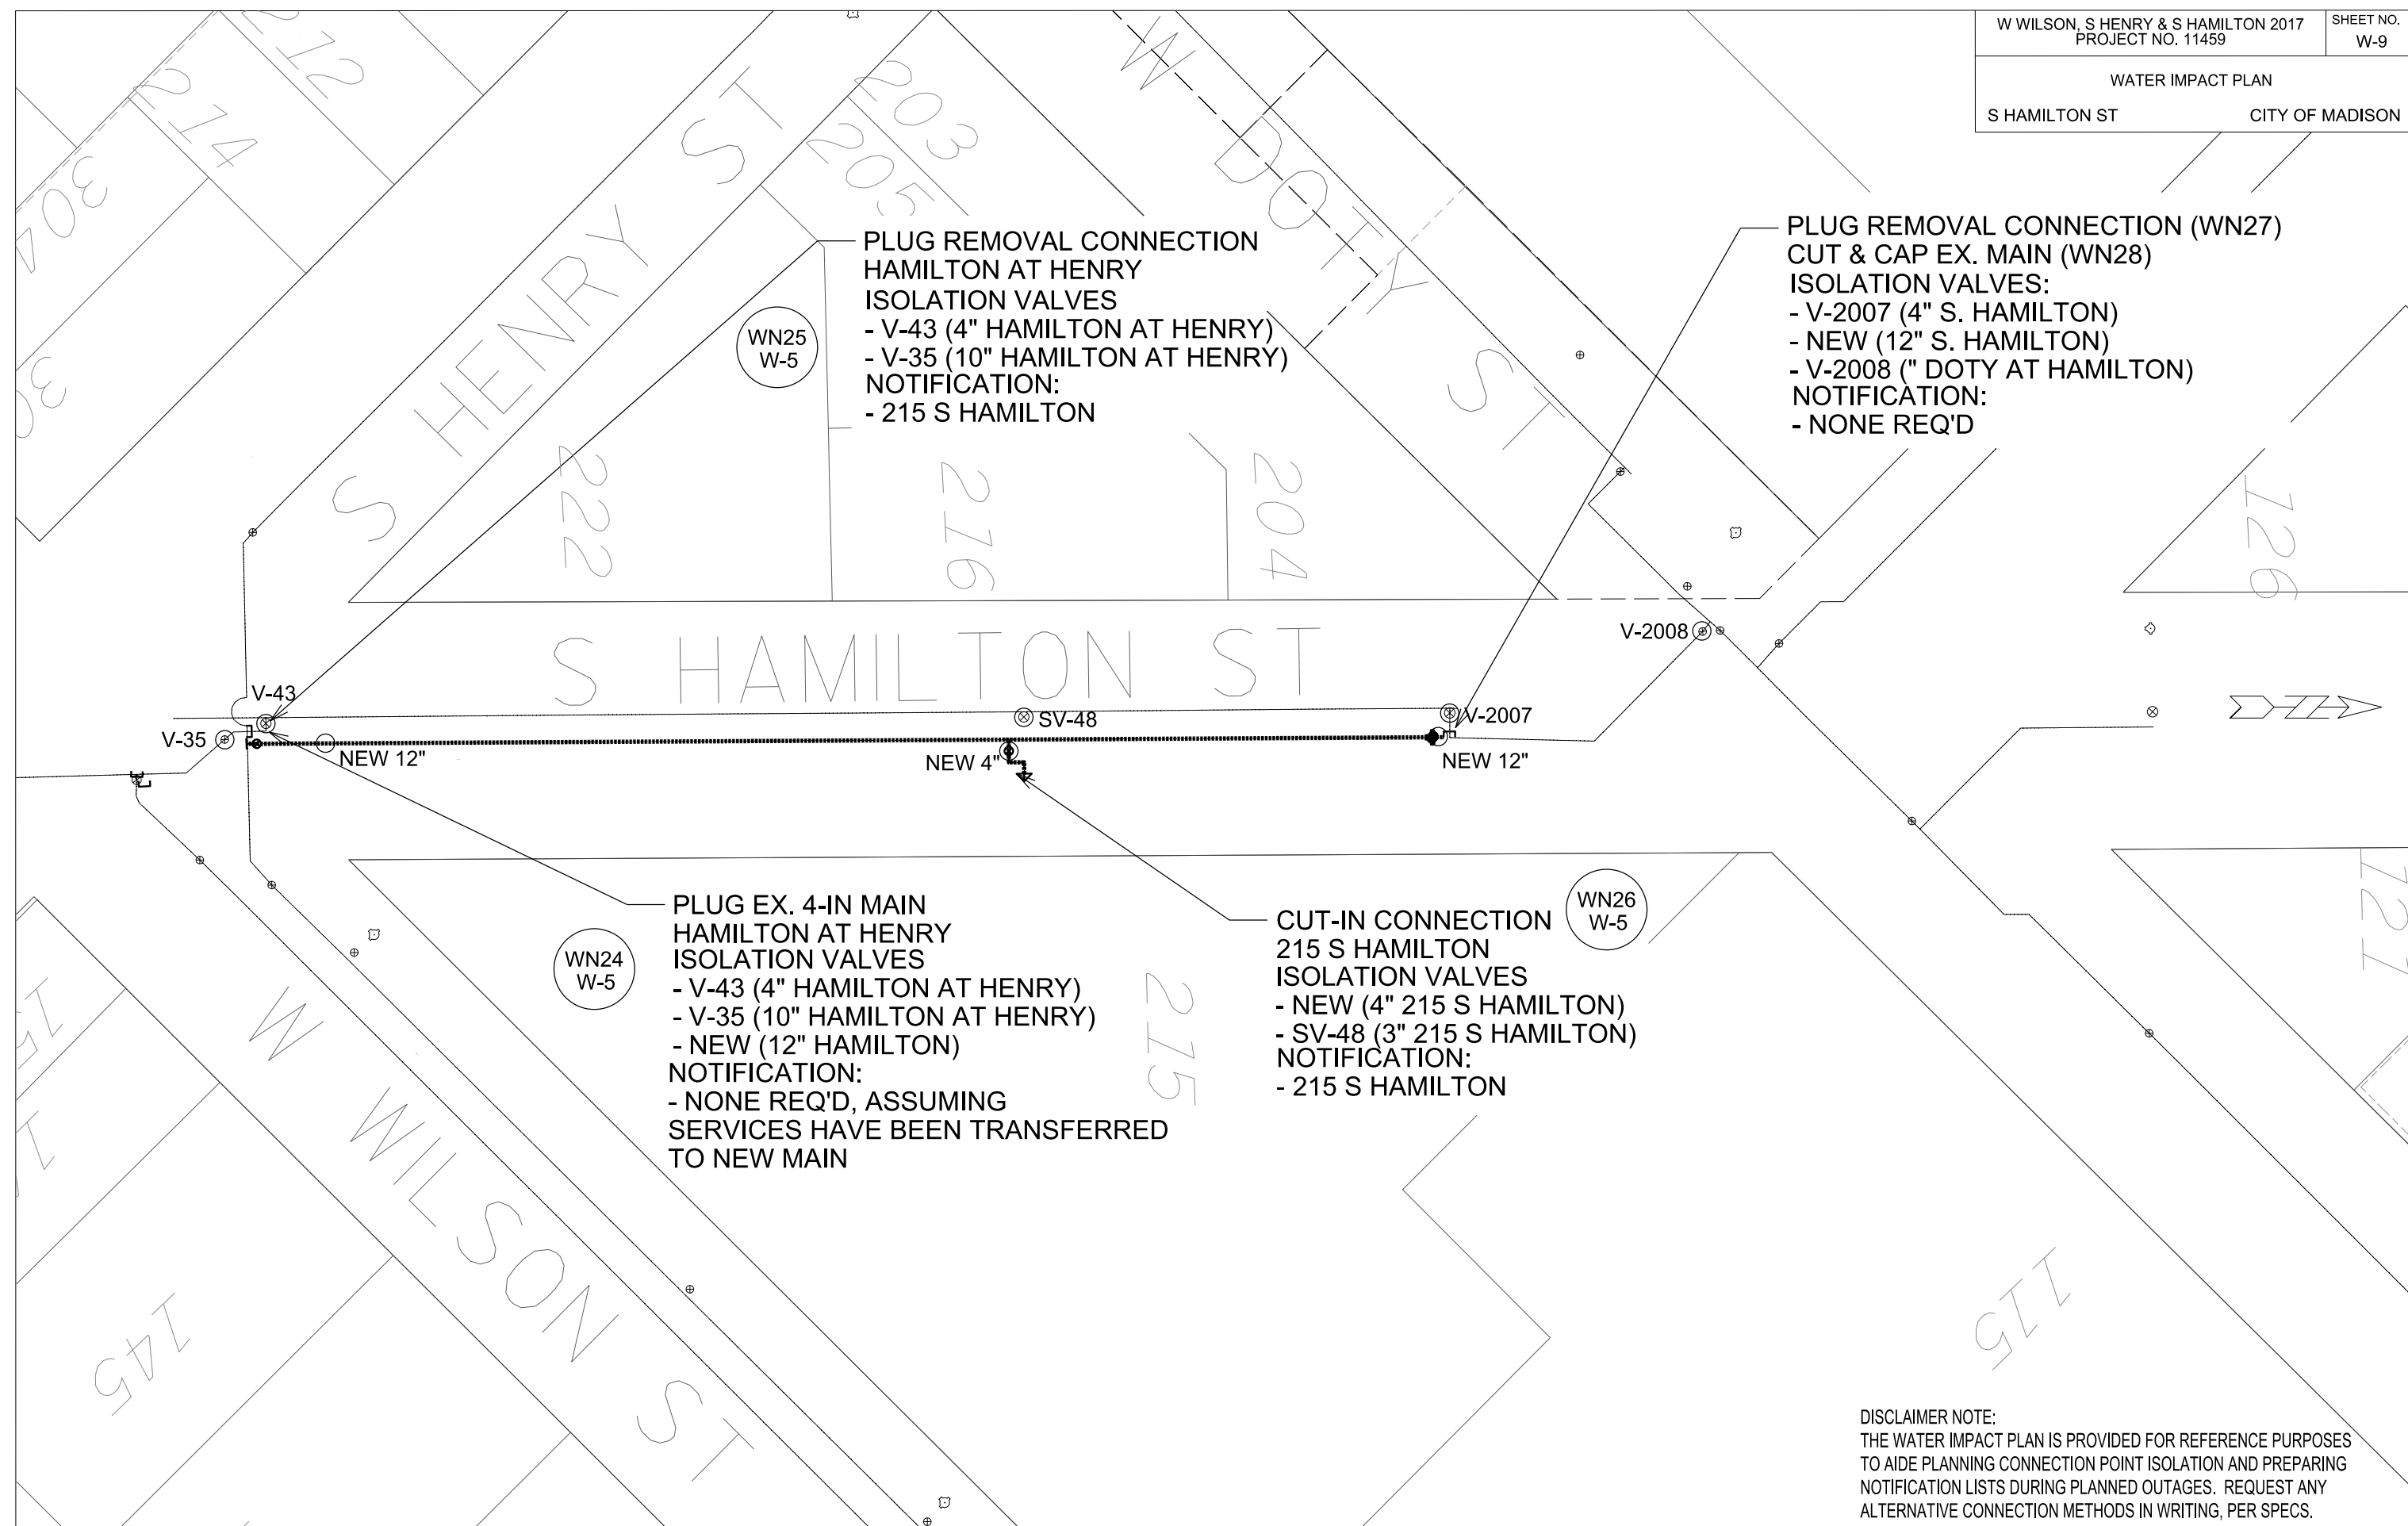 W WILSON, S HENRY & S HAMILTON 2017
PROJECT NO. 11459
SHEET NO.
W-9
WATER IMPACT PLAN
S HAMILTON ST
CITY OF MADISON
212
214
304
203
205
S HENRY ST
W DOTY ST
PLUG REMOVAL CONNECTION
HAMILTON AT HENRY
ISOLATION VALVES
- V-43 (4" HAMILTON AT HENRY)
- V-35 (10" HAMILTON AT HENRY)
NOTIFICATION:
- 215 S HAMILTON
WN25
W-5
PLUG REMOVAL CONNECTION (WN27)
CUT & CAP EX. MAIN (WN28)
ISOLATION VALVES:
- V-2007 (4" S. HAMILTON)
- NEW (12" S. HAMILTON)
- V-2008 (" DOTY AT HAMILTON)
NOTIFICATION:
- NONE REQ'D
222
216
204
126
S HAMILTON ST
V-2008
V-43
V-35
NEW 12"
SV-48
NEW 4"
V-2007
NEW 12"
N
PLUG EX. 4-IN MAIN
HAMILTON AT HENRY
ISOLATION VALVES
- V-43 (4" HAMILTON AT HENRY)
- V-35 (10" HAMILTON AT HENRY)
- NEW (12" HAMILTON)
NOTIFICATION:
- NONE REQ'D, ASSUMING
SERVICES HAVE BEEN TRANSFERRED
TO NEW MAIN
WN24
W-5
CUT-IN CONNECTION
215 S HAMILTON
ISOLATION VALVES
- NEW (4" 215 S HAMILTON)
- SV-48 (3" 215 S HAMILTON)
NOTIFICATION:
- 215 S HAMILTON
WN26
W-5
121
215
W WILSON ST
145
115
DISCLAIMER NOTE:
THE WATER IMPACT PLAN IS PROVIDED FOR REFERENCE PURPOSES
TO AIDE PLANNING CONNECTION POINT ISOLATION AND PREPARING
NOTIFICATION LISTS DURING PLANNED OUTAGES. REQUEST ANY
ALTERNATIVE CONNECTION METHODS IN WRITING, PER SPECS.